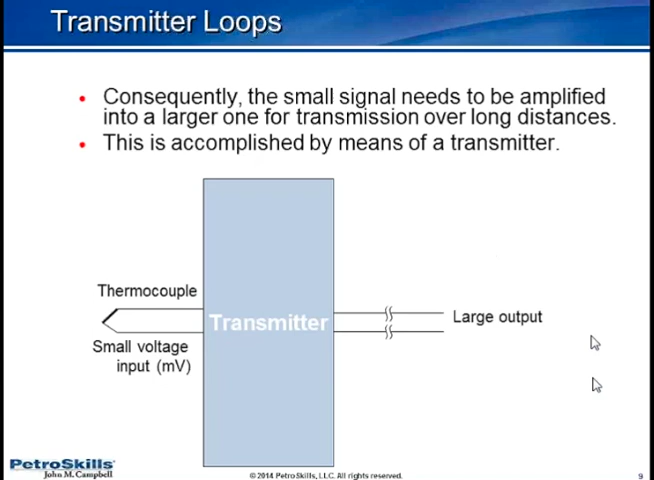 Transmitter Loops
• Consequently, the small signal needs to be amplified
into a larger one for transmission over long distances.
• This is accomplished by means of a transmitter.
Thermocouple
Transmitter
Large output
Small voltage
input (mV)
PetroSkills
John M. Campbell
© 2014 PetroSkills, LLC. All rights reserved.
9